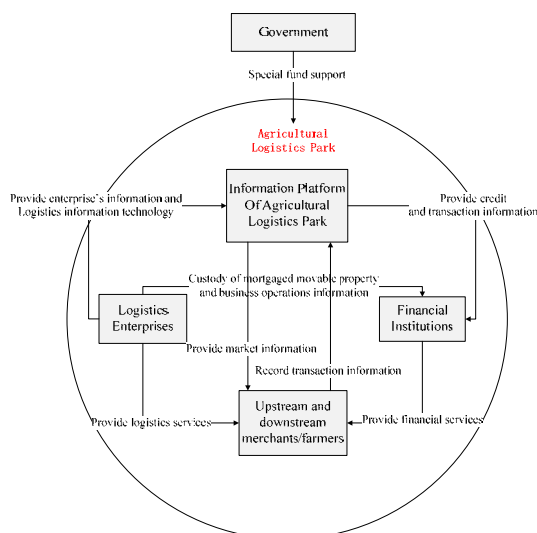 Government
Special fund support
Agricultural
Logistics Park
Information Platform
Of Agricultural
Logistics Park
Provide enterprise's information and
Logistics information technology
Provide credit
and transaction information
Custody of mortgaged movable property
and business operations information
Logistics
Enterprises
Financial
Institutions
Provide market information
Record transaction information
Upstream and
downstream
merchants/farmers
Provide logistics services
Provide financial services